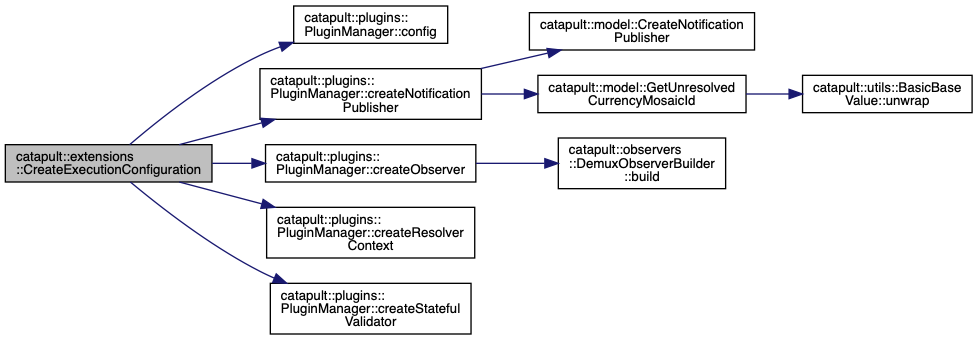 catapult::plugins::
PluginManager::config
catapult::model::CreateNotification
Publisher
catapult::plugins::
PluginManager::createNotification
Publisher
catapult::model::GetUnresolved
CurrencyMosaicId
catapult::utils::BasicBase
Value::unwrap
catapult::extensions
::CreateExecutionConfiguration
catapult::plugins::
PluginManager::createObserver
catapult::observers
::DemuxObserverBuilder
::build
catapult::plugins::
PluginManager::createResolver
Context
catapult::plugins::
PluginManager::createStateful
Validator